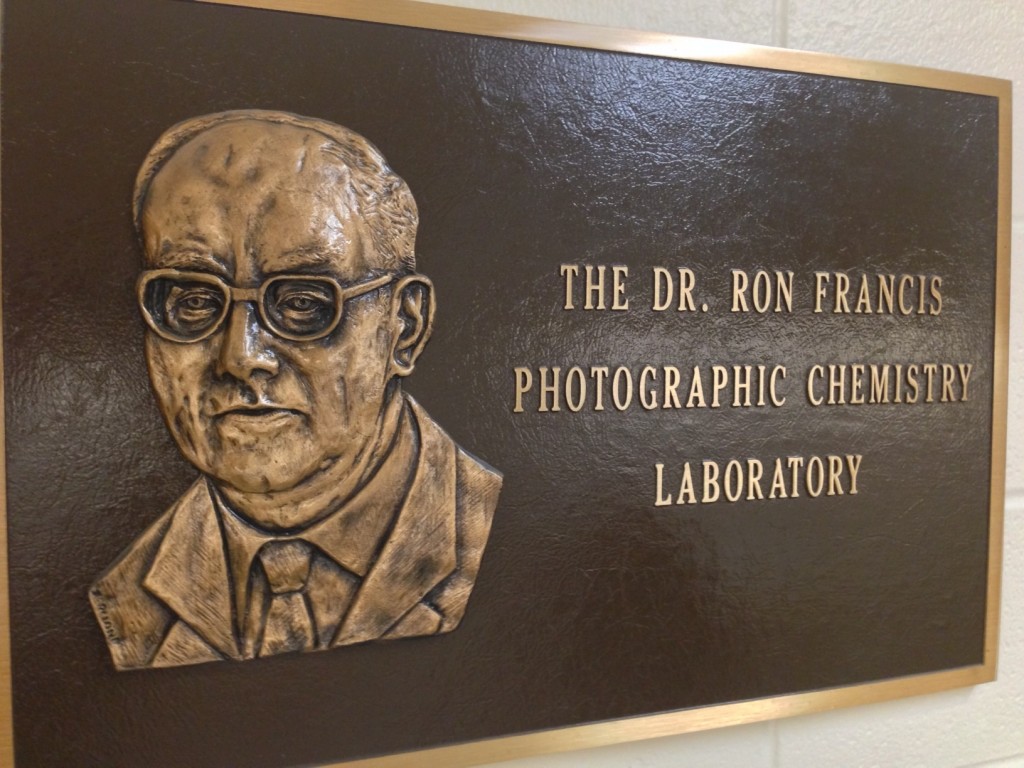 THE DR. RON FRANCIS
PHOTOGRAPHIC CHEMISTRY
LABORATORY